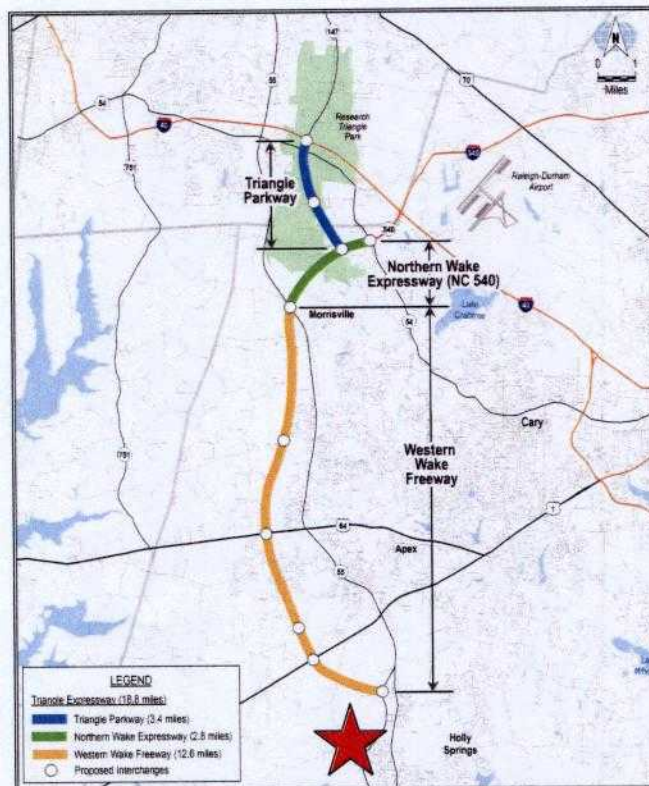 147
55
70
N
0 1
Miles
54
40
751
Research
Triangle
Park
540
Raleigh-Durham
Airport
Triangle
Parkway
540
Northern Wake
Expressway (NC 540)
Lake
Crabtree
40
Morrisville
54
Cary
Western
Wake
Freeway
751
1
64
Apex
55
LEGEND
Triangle Expressway (18.8 miles)
Triangle Parkway (3.4 miles)
Northern Wake Expressway (2.8 miles)
Western Wake Freeway (12.6 miles)
Proposed Interchanges
Holly
Springs